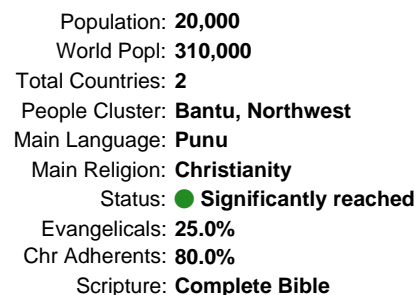 Population: 20,000
World Popl: 310,000
Total Countries: 2
People Cluster: Bantu, Northwest
Main Language: Punu
Main Religion: Christianity
Status: Significantly reached
Evangelicals: 25.0%
Chr Adherents: 80.0%
Scripture: Complete Bible